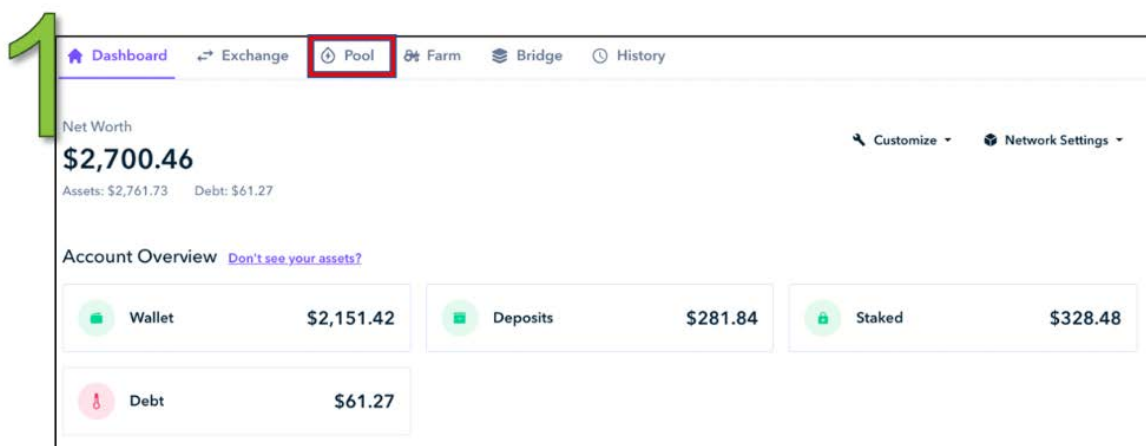 1
Dashboard Exchange Pool Farm Bridge History
Net Worth
$2,700.46
Assets: $2,761.73 Debt: $61.27
Customize Network Settings
Account Overview Don't see your assets?
Wallet $2,151.42 Deposits $281.84 Staked $328.48
Debt $61.27